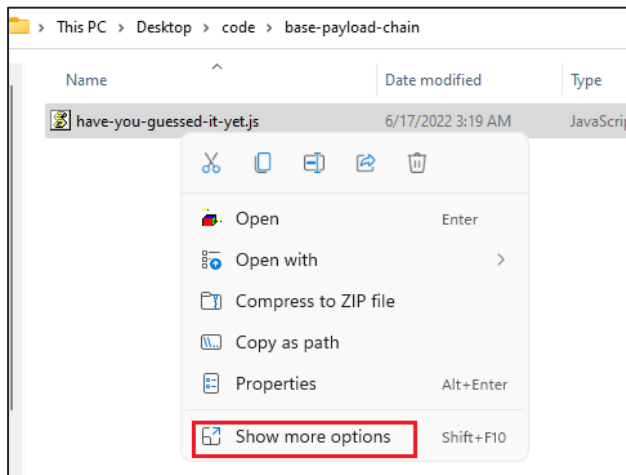 This PC > Desktop > code > base-payload-chain
Name Date modified Type
have-you-guessed-it-yet.js 6/17/2022 3:19 AM JavaScri
Open Enter
Open with
Compress to ZIP file
Copy as path
Properties Alt+Enter
Show more options Shift+F10